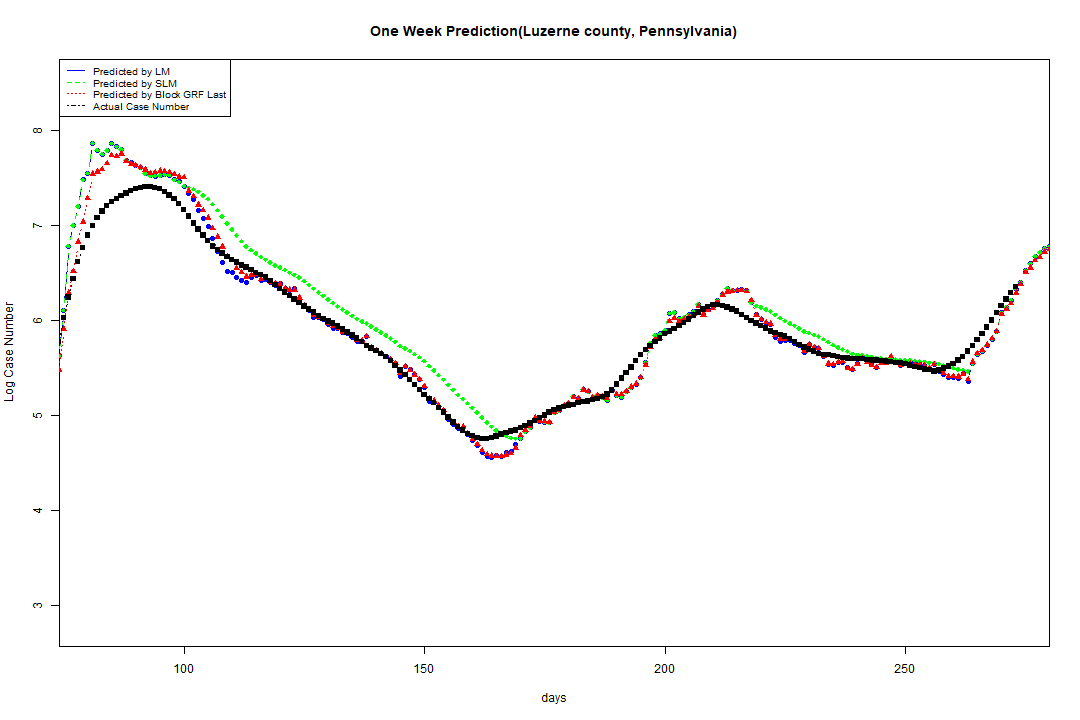 One Week Prediction(Luzerne county, Pennsylvania)
Predicted by LM
Predicted by SLM
Predicted by Block GRF Last
Actual Case Number
8
7
6
5
4
3
Log Case Number
100 150 200 250
days